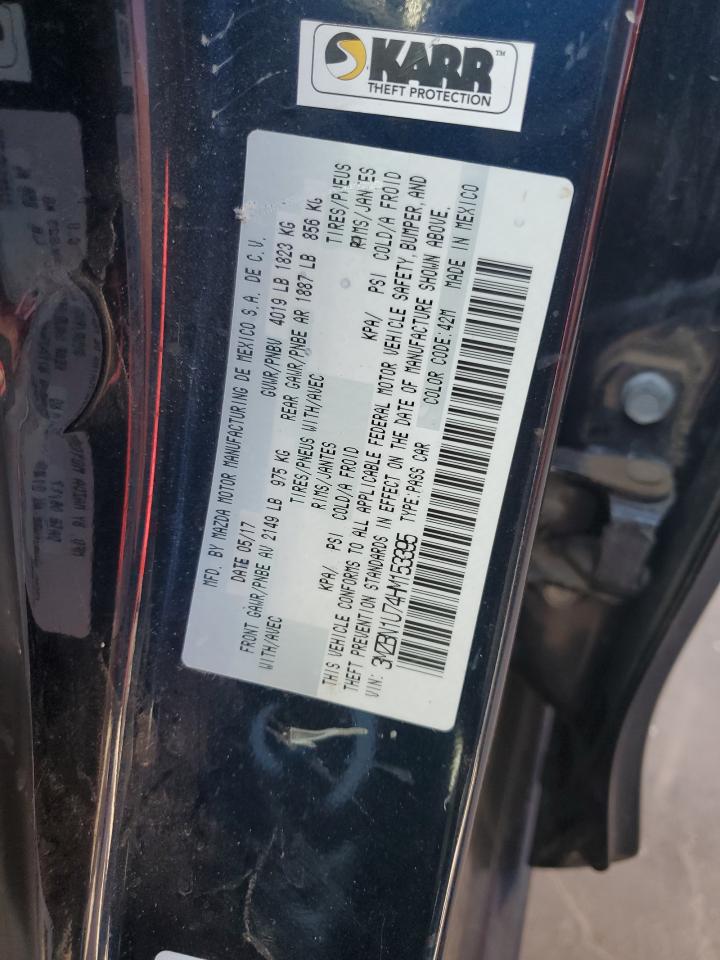 KARR™
THEFT PROTECTION
MFD. BY MAZDA MOTOR MANUFACTURING DE MEXICO S.A. DE C.V.
DATE 05/17 GVWR/PNBV 4019 LB 1823 KG
FRONT GAWR/PNBE AV 2149 LB 975 KG REAR GAWR/PNBE AR 1887 LB 856 KG
WITH/AVEC TIRES/PNEUS WITH/AVEC TIRES/PNEUS
RIMS/JANTES RIMS/JANTES
KPA/ PSI COLD/A FROID KPA/ PSI COLD/A FROID
THIS VEHICLE CONFORMS TO ALL APPLICABLE FEDERAL MOTOR VEHICLE SAFETY, BUMPER, AND
THEFT PREVENTION STANDARDS IN EFFECT ON THE DATE OF MANUFACTURE SHOWN ABOVE.
VIN: 3MZBN1U74HM153395 TYPE:PASS CAR COLOR CODE:42M MADE IN MEXICO